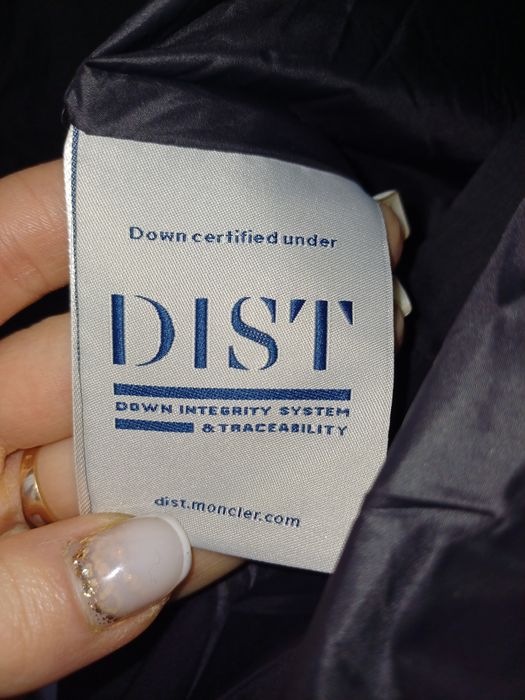 Down certified under
DIST
DOWN INTEGRITY SYSTEM
& TRACEABILITY
dist.moncler.com